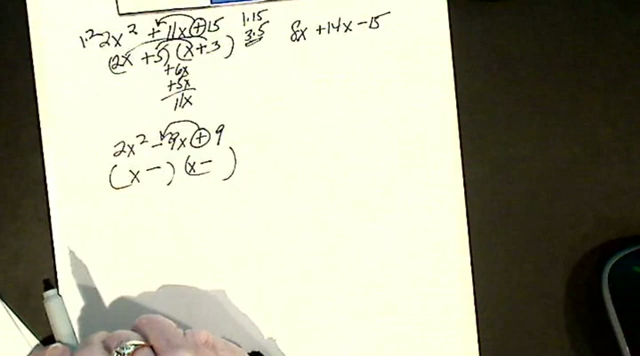 1·2 2x² + 11x + 15
1·15
3·5
(2x + 5) (x + 3)
+6x
+5x
11x
8x + 14x - 15
2x² - 9x + 9
(x - ) (x - )